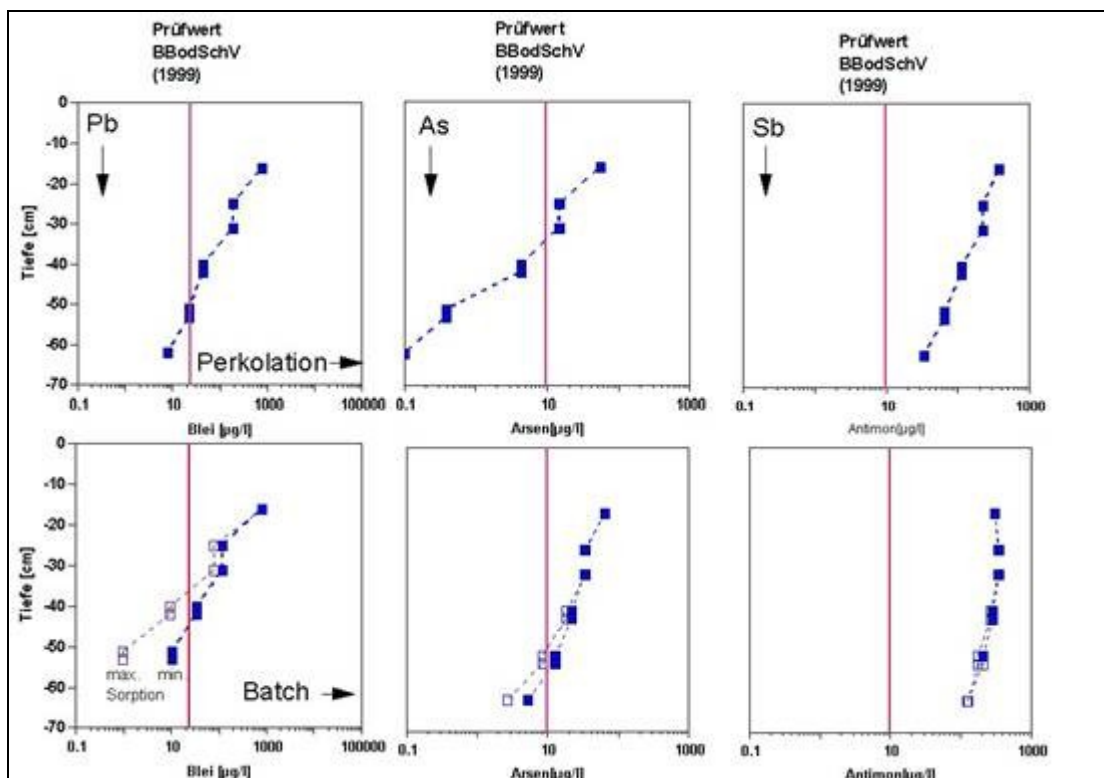 Prüfwert
BBodSchV
(1999)
Prüfwert
BBodSchV
(1999)
Prüfwert
BBodSchV
(1999)
0
-10
-20
-30
-40
-50
-60
-70
Tiefe [cm]
Pb
Perkolation
0.1 10 1000 100000
Blei [µg/l]
As
0.1 10 1000
Arsen[µg/l]
Sb
0.1 10 1000
Antimon[µg/l]
0
-10
-20
-30
-40
-50
-60
-70
Tiefe [cm]
max. min.
Sorption
Batch
0.1 10 1000 100000
Blei [µg/l]
0.1 10 1000
Arsen[µg/l]
0.1 10 1000
Antimon[µg/l]